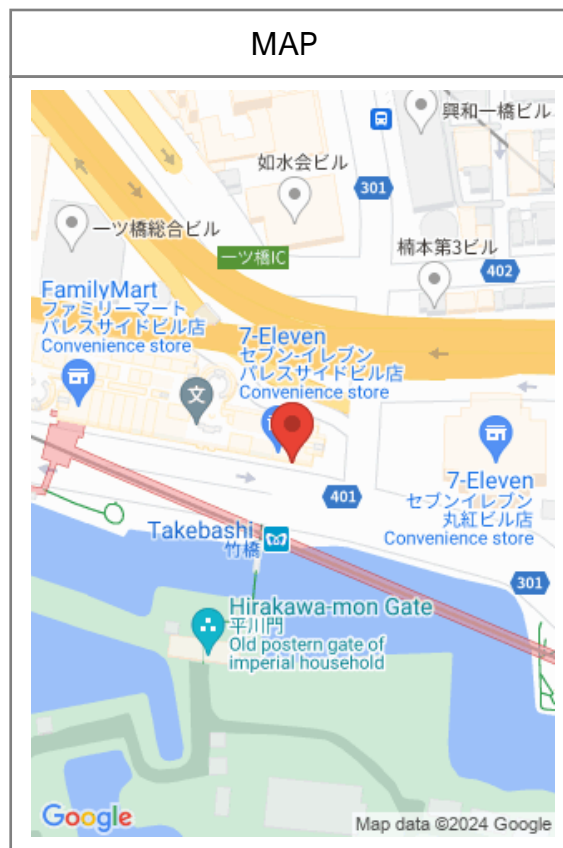 MAP
興和一橋ビル
如水会ビル
301
一ツ橋総合ビル
楠本第3ビル
一ツ橋IC
402
FamilyMart
ファミリーマート
パレスサイドビル店
Convenience store
7-Eleven
セブン-イレブン
パレスサイドビル店
Convenience store
文
7-Eleven
セブンイレブン
丸紅ビル店
Convenience store
401
Takebashi
竹橋
301
Hirakawa-mon Gate
平川門
Old postern gate of
imperial household
Google
Map data ©2024 Google